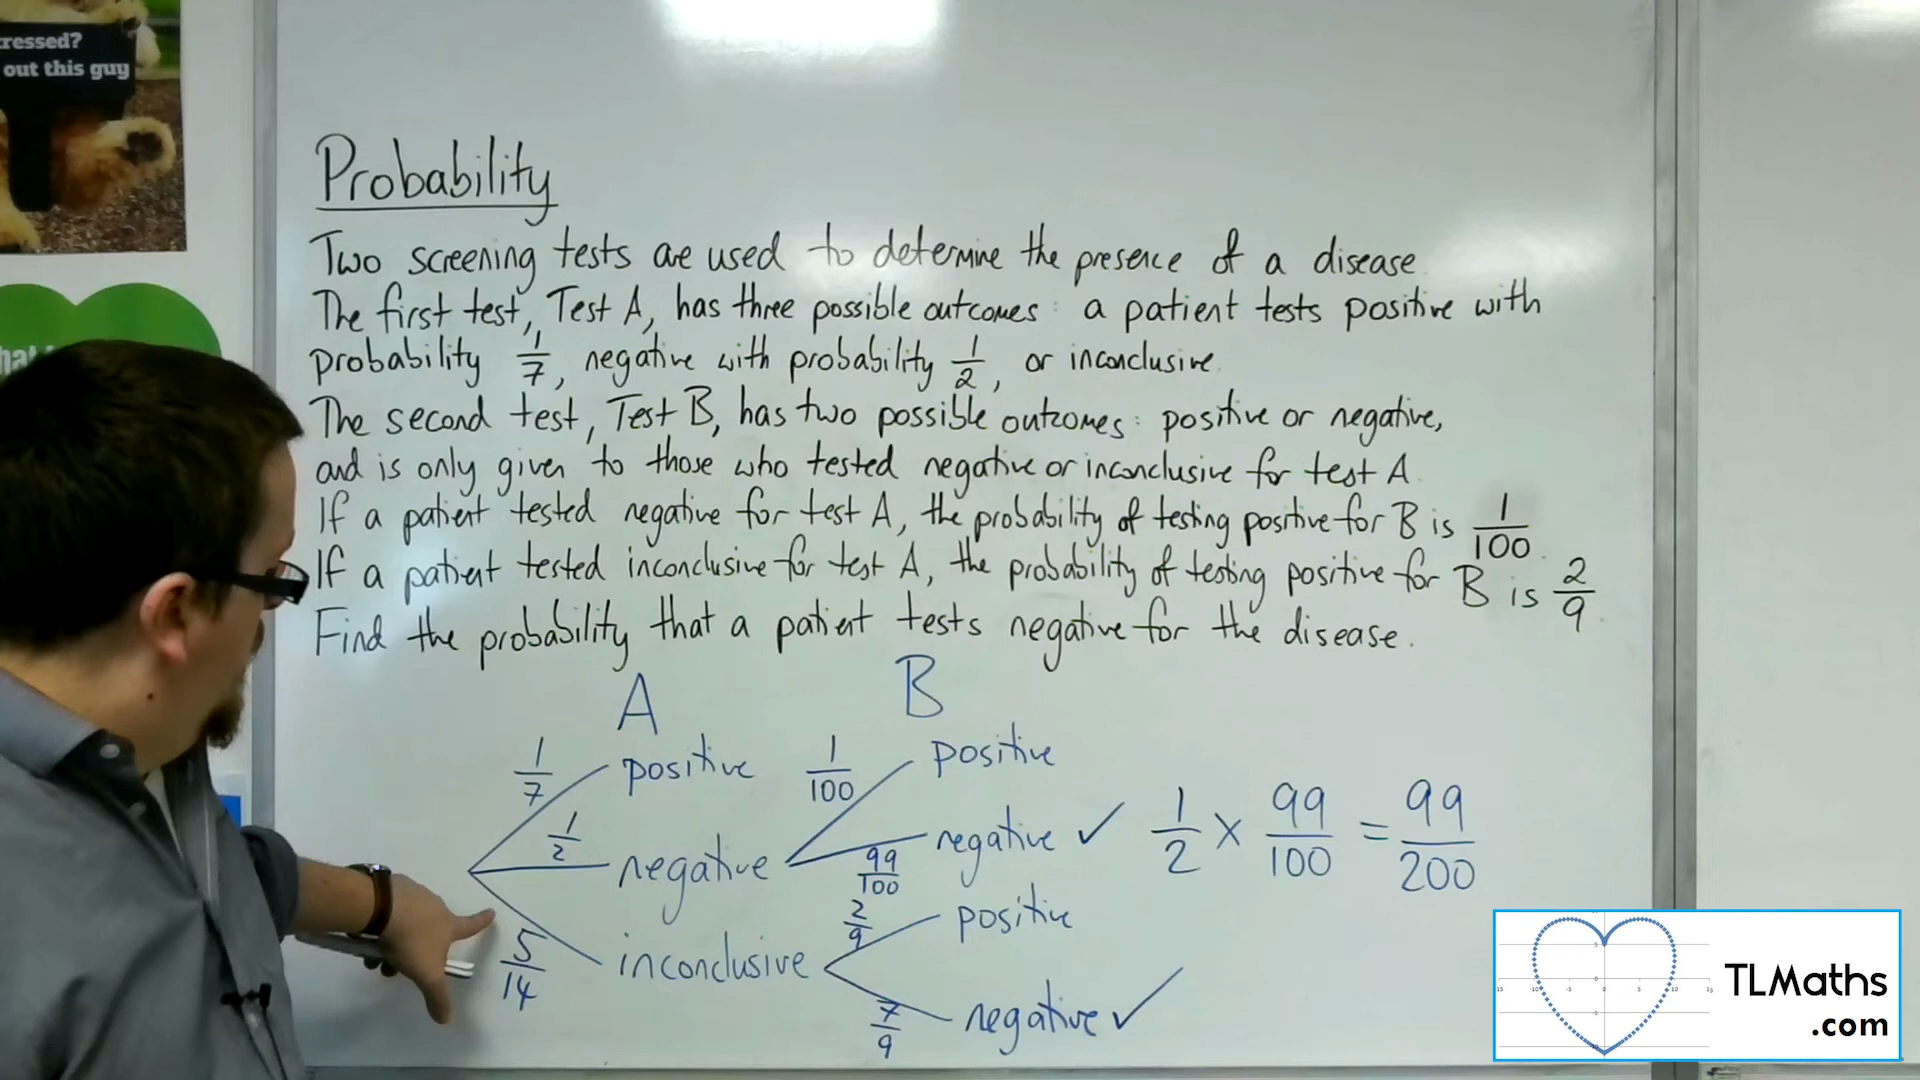 ressed?
out this guy
Probability
Two screening tests are used to determine the presence of a disease.
The first test, Test A, has three possible outcomes: a patient tests positive with
probability 1/7, negative with probability 1/2, or inconclusive.
The second test, Test B, has two possible outcomes: positive or negative,
and is only given to those who tested negative or inconclusive for test A.
If a patient tested negative for test A, the probability of testing positive for B is 1/100.
If a patient tested inconclusive for test A, the probability of testing positive for B is 2/9.
Find the probability that a patient tests negative for the disease.
A B
1/7 positive 1/100 positive
1/2 negative 99/100 negative ✓ 1/2 × 99/100 = 99/200
2/9 positive
5/14 inconclusive
7/9 negative ✓
TLMaths
.com